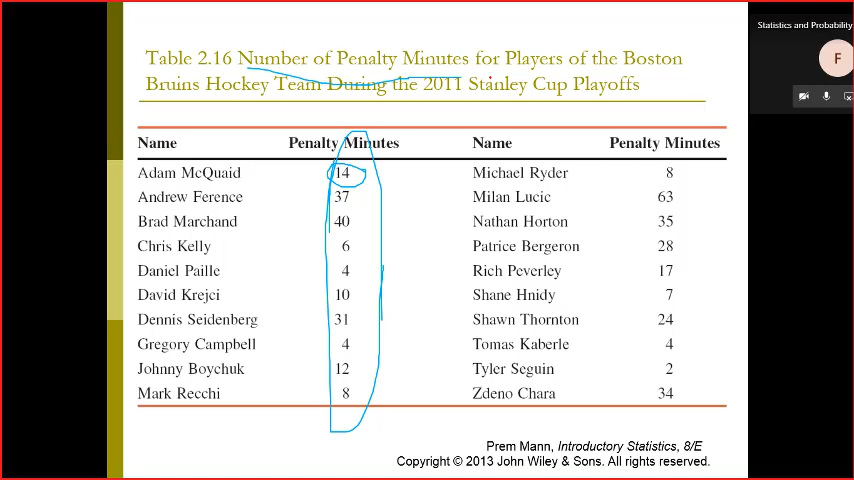 Statistics and Probability
F
Table 2.16 Number of Penalty Minutes for Players of the Boston
Bruins Hockey Team During the 2011 Stanley Cup Playoffs
Name Penalty Minutes Name Penalty Minutes
Adam McQuaid 14 Michael Ryder 8
Andrew Ference 37 Milan Lucic 63
Brad Marchand 40 Nathan Horton 35
Chris Kelly 6 Patrice Bergeron 28
Daniel Paille 4 Rich Peverley 17
David Krejci 10 Shane Hnidy 7
Dennis Seidenberg 31 Shawn Thornton 24
Gregory Campbell 4 Tomas Kaberle 4
Johnny Boychuk 12 Tyler Seguin 2
Mark Recchi 8 Zdeno Chara 34
Prem Mann, Introductory Statistics, 8/E
Copyright © 2013 John Wiley & Sons. All rights reserved.